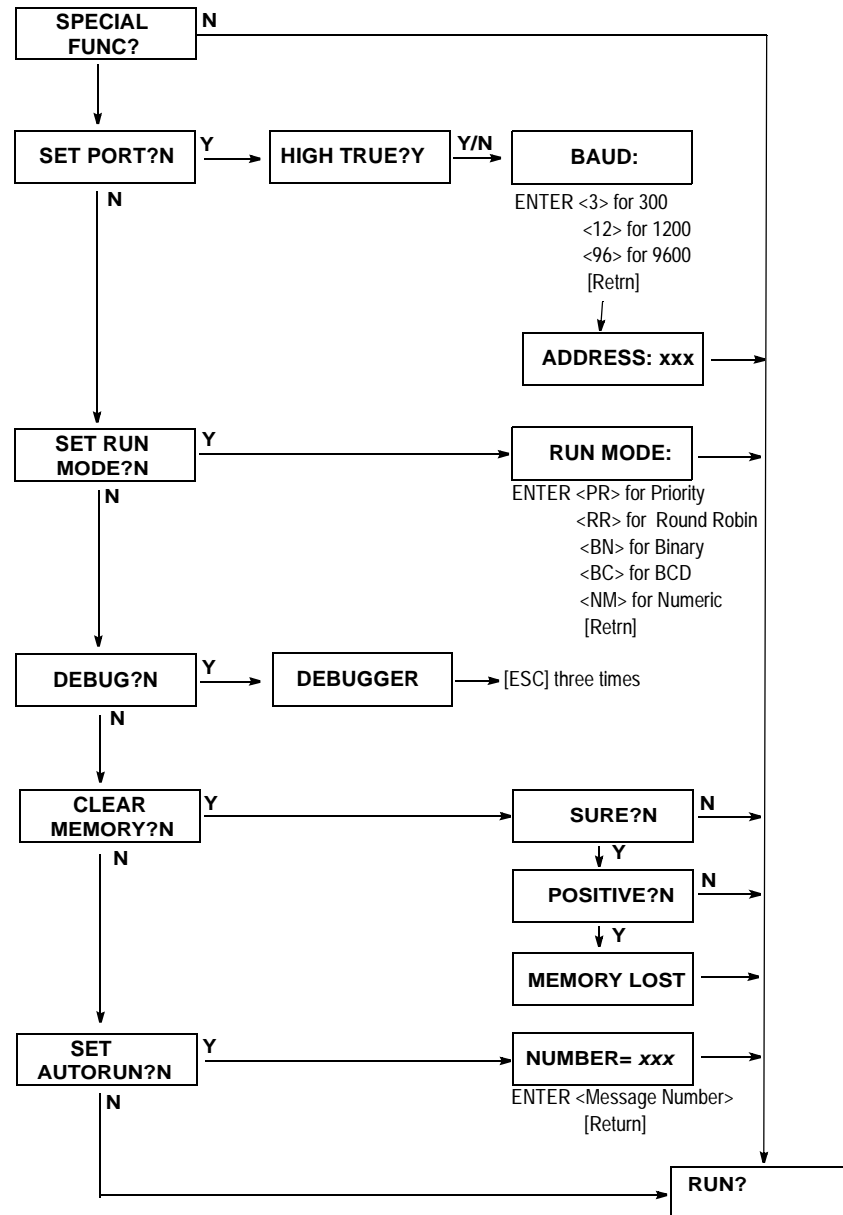 SPECIAL
FUNC?
N
SET PORT?N
Y
HIGH TRUE?Y
Y/N
BAUD:
N
ENTER <3> for 300
<12> for 1200
<96> for 9600
[Retrn]
ADDRESS: xxx
SET RUN
MODE?N
Y
RUN MODE:
N
ENTER <PR> for Priority
<RR> for Round Robin
<BN> for Binary
<BC> for BCD
<NM> for Numeric
[Retrn]
DEBUG?N
Y
DEBUGGER
[ESC] three times
N
CLEAR
MEMORY?N
Y
SURE?N
N
N
Y
POSITIVE?N
N
Y
MEMORY LOST
SET
AUTORUN?N
Y
NUMBER= xxx
N
ENTER <Message Number>
[Return]
RUN?